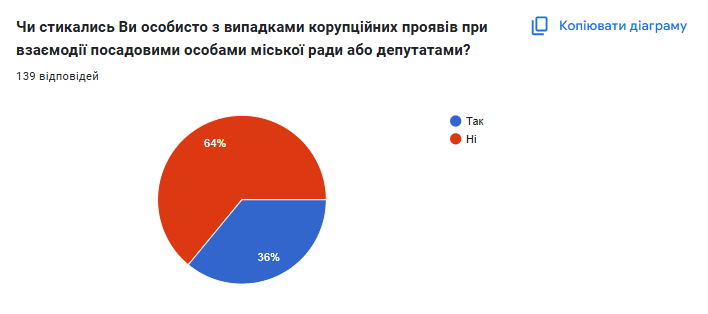 Чи стикались Ви особисто з випадками корупційних проявів при
взаємодії посадовими особами міської ради або депутатами?
Копіювати діаграму
139 відповідей
Так
Ні
64%
36%